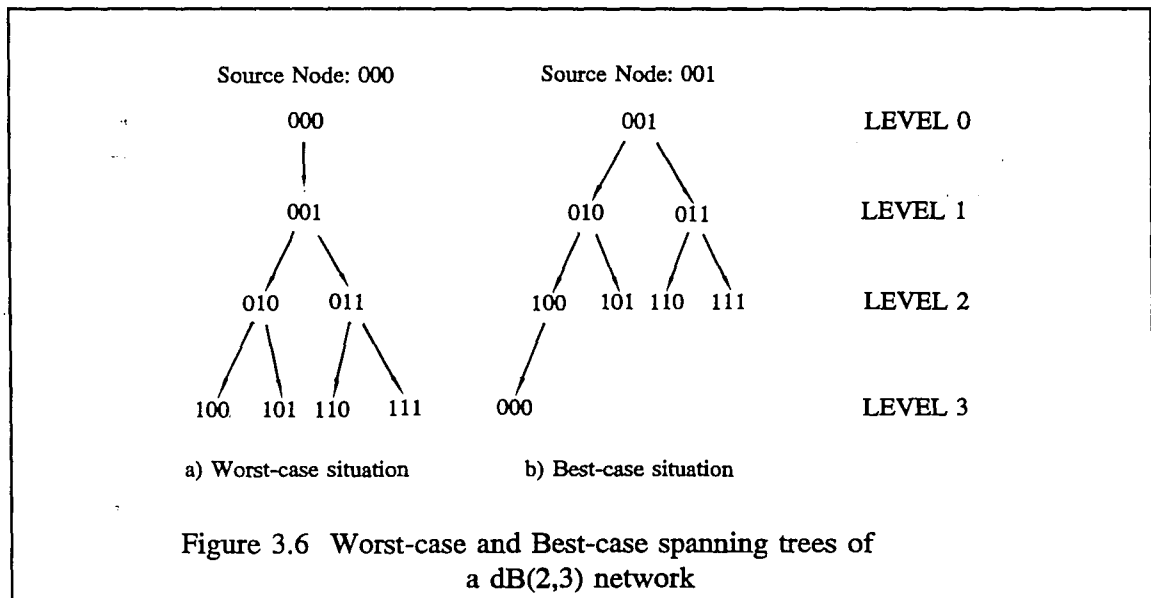 Source Node: 000 Source Node: 001
000 001 LEVEL 0
001 010 011 LEVEL 1
010 011 100 101 110 111 LEVEL 2
100 101 110 111 000 LEVEL 3
a) Worst-case situation b) Best-case situation
Figure 3.6 Worst-case and Best-case spanning trees of
a dB(2,3) network